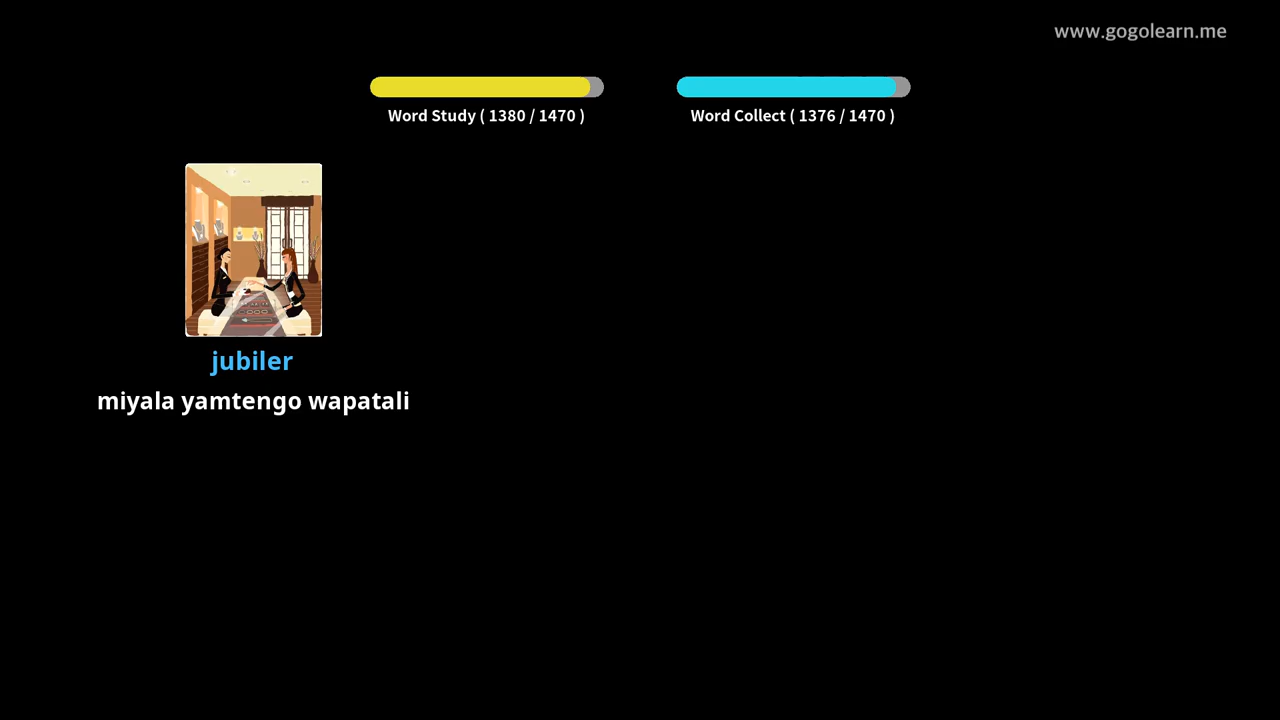 www.gogolearn.me
Word Study ( 1380 / 1470 )
Word Collect ( 1376 / 1470 )
jubiler
miyala yamtengo wapatali